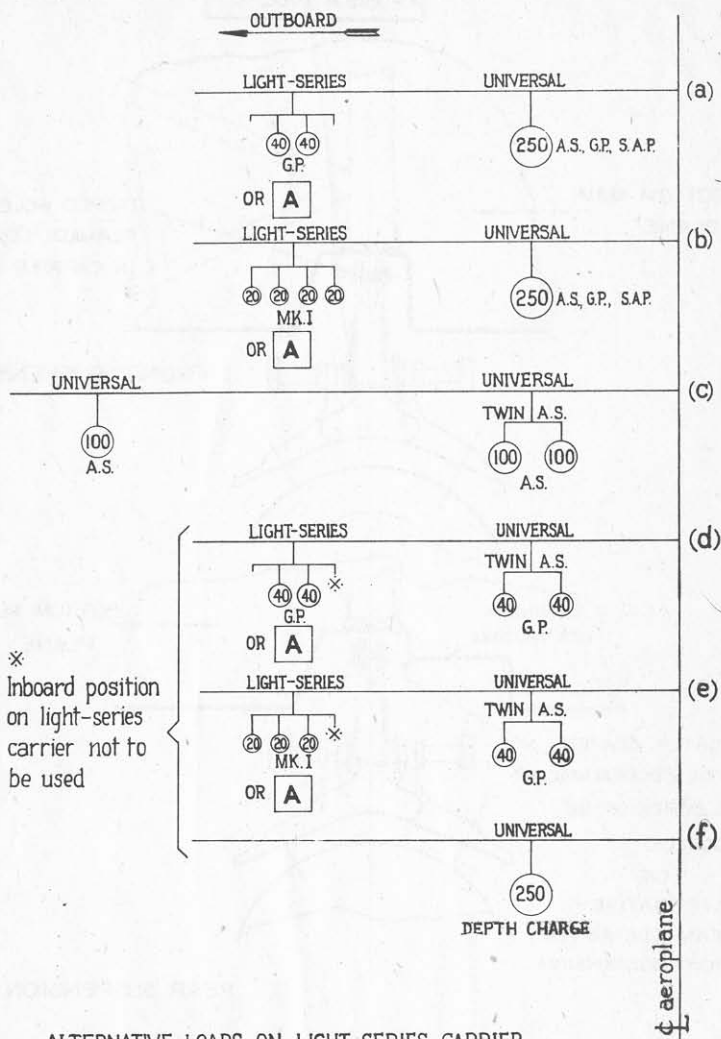 OUTBOARD
LIGHT-SERIES UNIVERSAL (a)
40 40 250 A.S., G.P., S.A.P.
G.P.
OR A
LIGHT-SERIES UNIVERSAL (b)
20 20 20 20 250 A.S., G.P., S.A.P.
MK.I
OR A
UNIVERSAL UNIVERSAL (c)
TWIN A.S.
100 100 100
A.S. A.S.
LIGHT-SERIES UNIVERSAL (d)
TWIN A.S.
※
40 40 40 40
G.P. G.P.
OR A
※
Inboard position
on light-series
carrier not to
be used
LIGHT-SERIES UNIVERSAL (e)
TWIN A.S.
※
20 20 20 40 40
MK.I G.P.
OR A
UNIVERSAL (f)
250
DEPTH CHARGE
℄ aeroplane
ALTERNATIVE LOADS ON LIGHT SERIES CARRIER
REAR SUSPENSION